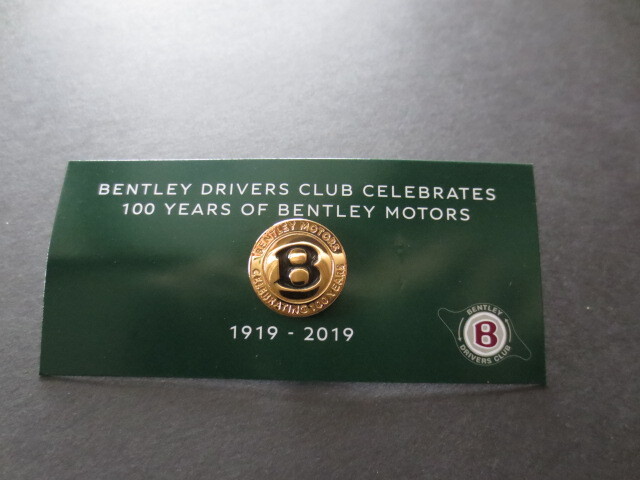 BENTLEY DRIVERS CLUB CELEBRATES
100 YEARS OF BENTLEY MOTORS
BENTLEY MOTORS
B
CELEBRATING 100 YEARS
1919 - 2019
BENTLEY
B
DRIVERS CLUB